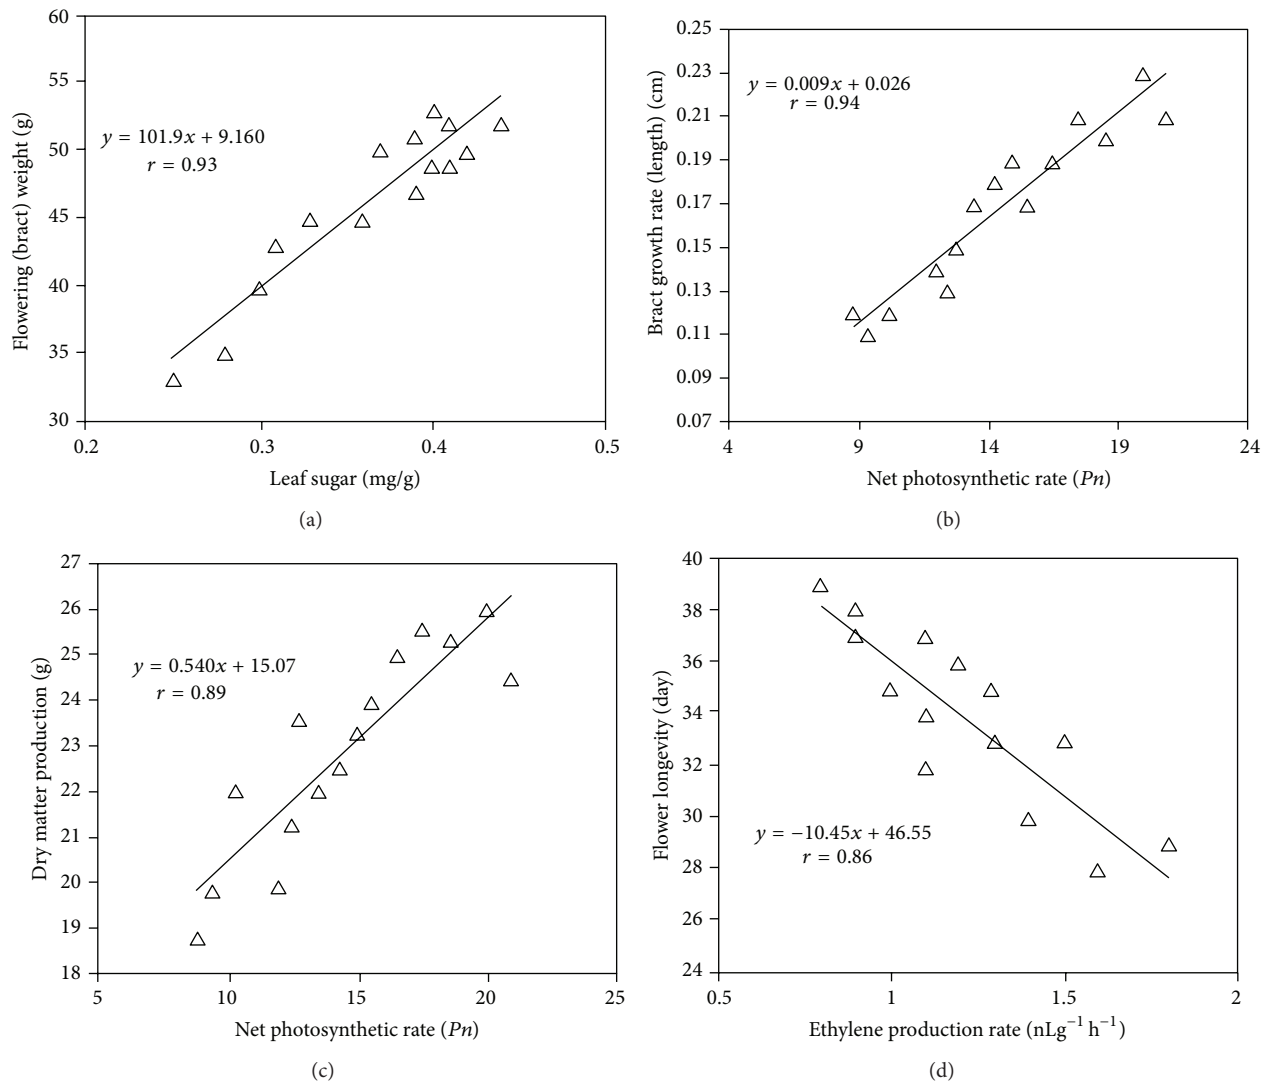 60
55
50
45
40
35
30
Flowering (bract) weight (g)
y = 101.9x + 9.160
r = 0.93
0.2 0.3 0.4 0.5
Leaf sugar (mg/g)
(a)
0.25
0.23
0.21
0.19
0.17
0.15
0.13
0.11
0.09
0.07
Bract growth rate (length) (cm)
y = 0.009x + 0.026
r = 0.94
4 9 14 19 24
Net photosynthetic rate (Pn)
(b)
27
26
25
24
23
22
21
20
19
18
Dry matter production (g)
y = 0.540x + 15.07
r = 0.89
5 10 15 20 25
Net photosynthetic rate (Pn)
(c)
40
38
36
34
32
30
28
26
24
Flower longevity (day)
y = −10.45x + 46.55
r = 0.86
0.5 1 1.5 2
Ethylene production rate (nLg⁻¹ h⁻¹)
(d)